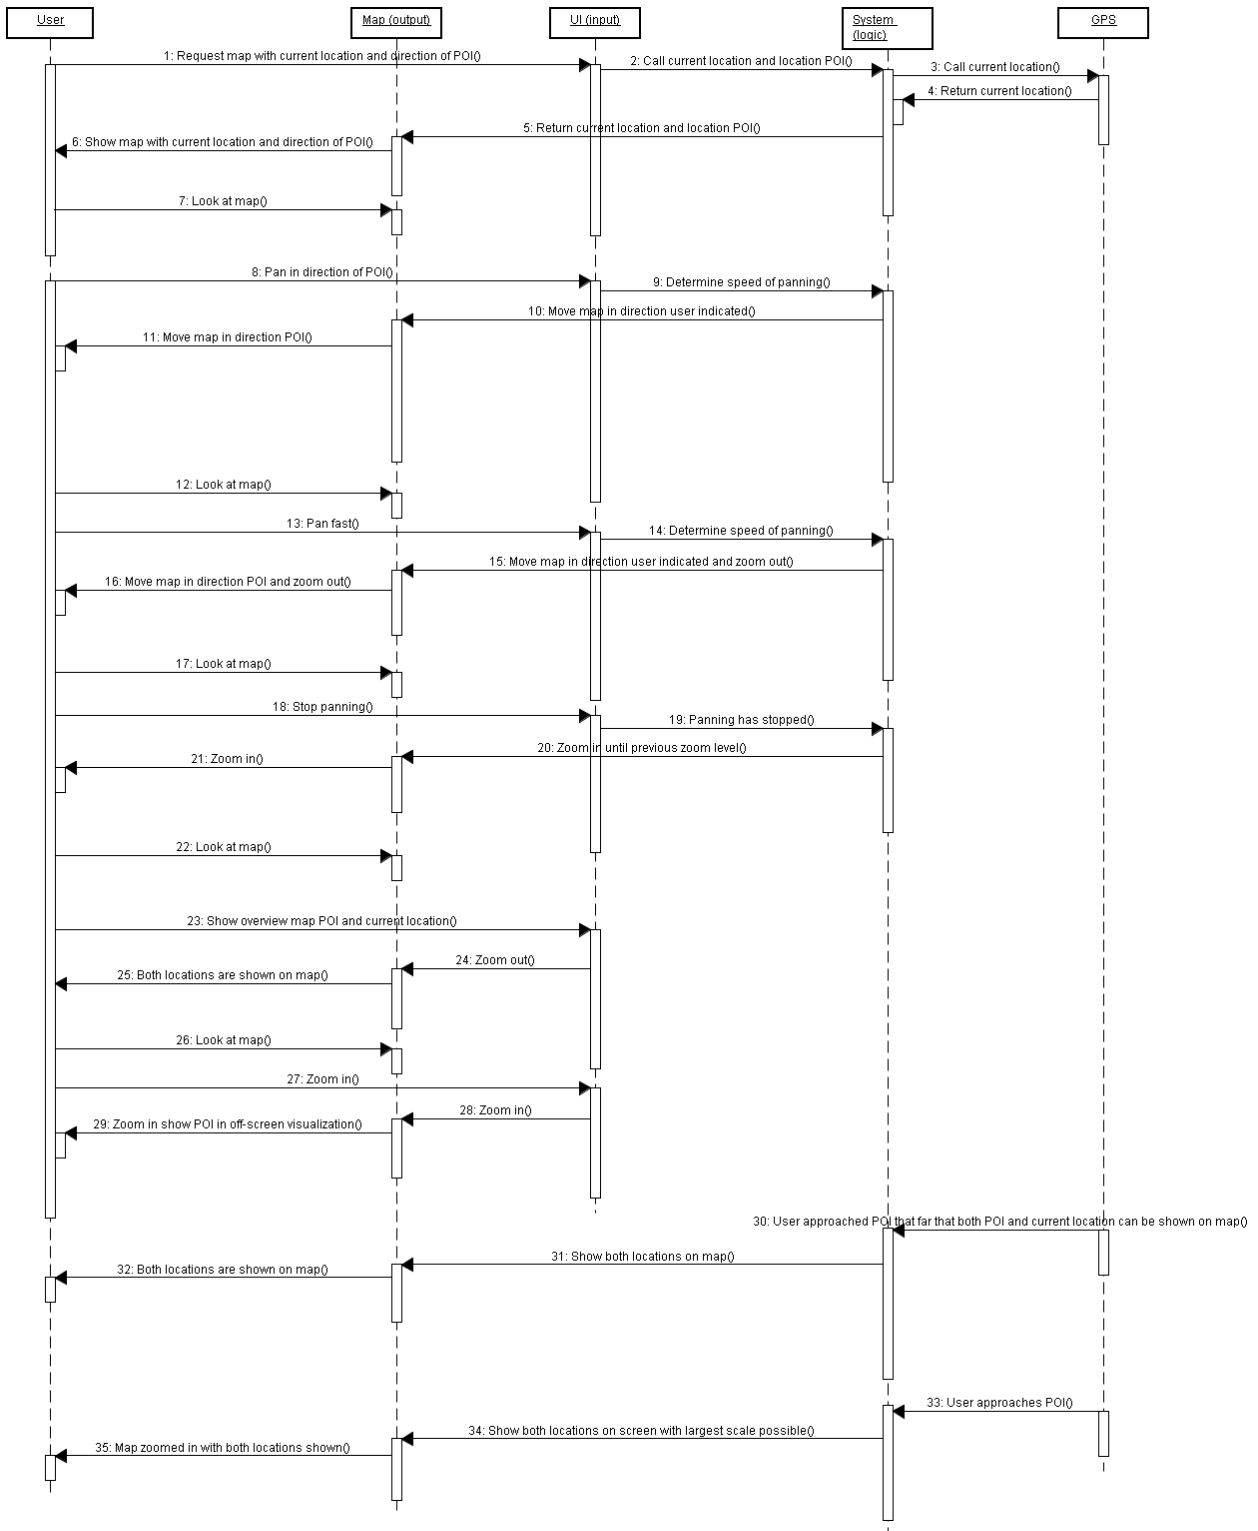 User
Map (output)
UI (input)
System
(logic)
GPS
1: Request map with current location and direction of POI()
2: Call current location and location POI()
3: Call current location()
4: Return current location()
5: Return current location and location POI()
6: Show map with current location and direction of POI()
7: Look at map()
8: Pan in direction of POI()
9: Determine speed of panning()
10: Move map in direction user indicated()
11: Move map in direction POI()
12: Look at map()
13: Pan fast()
14: Determine speed of panning()
15: Move map in direction user indicated and zoom out()
16: Move map in direction POI and zoom out()
17: Look at map()
18: Stop panning()
19: Panning has stopped()
20: Zoom in until previous zoom level()
21: Zoom in()
22: Look at map()
23: Show overview map POI and current location()
24: Zoom out()
25: Both locations are shown on map()
26: Look at map()
27: Zoom in()
28: Zoom in()
29: Zoom in show POI in off-screen visualization()
30: User approached POI that far that both POI and current location can be shown on map()
31: Show both locations on map()
32: Both locations are shown on map()
33: User approaches POI()
34: Show both locations on screen with largest scale possible()
35: Map zoomed in with both locations shown()